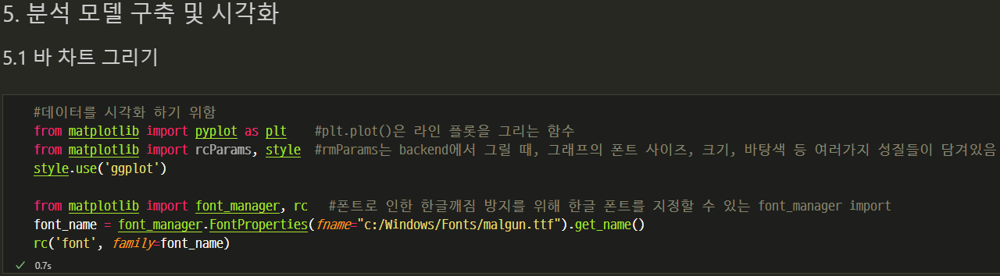 5. 분석 모델 구축 및 시각화
5.1 바 차트 그리기
#데이터를 시각화 하기 위함
from matplotlib import pyplot as plt    #plt.plot()은 라인 플롯을 그리는 함수
from matplotlib import rcParams, style  #rmParams는 backend에서 그릴 때, 그래프의 폰트 사이즈, 크기, 바탕색 등 여러가지 성질들이 담겨있음
style.use('ggplot')
from matplotlib import font_manager, rc   #폰트로 인한 한글깨짐 방지를 위해 한글 폰트를 지정할 수 있는 font_manager import
font_name = font_manager.FontProperties(fname="c:/Windows/Fonts/malgun.ttf").get_name()
rc('font', family=font_name)
0.7s